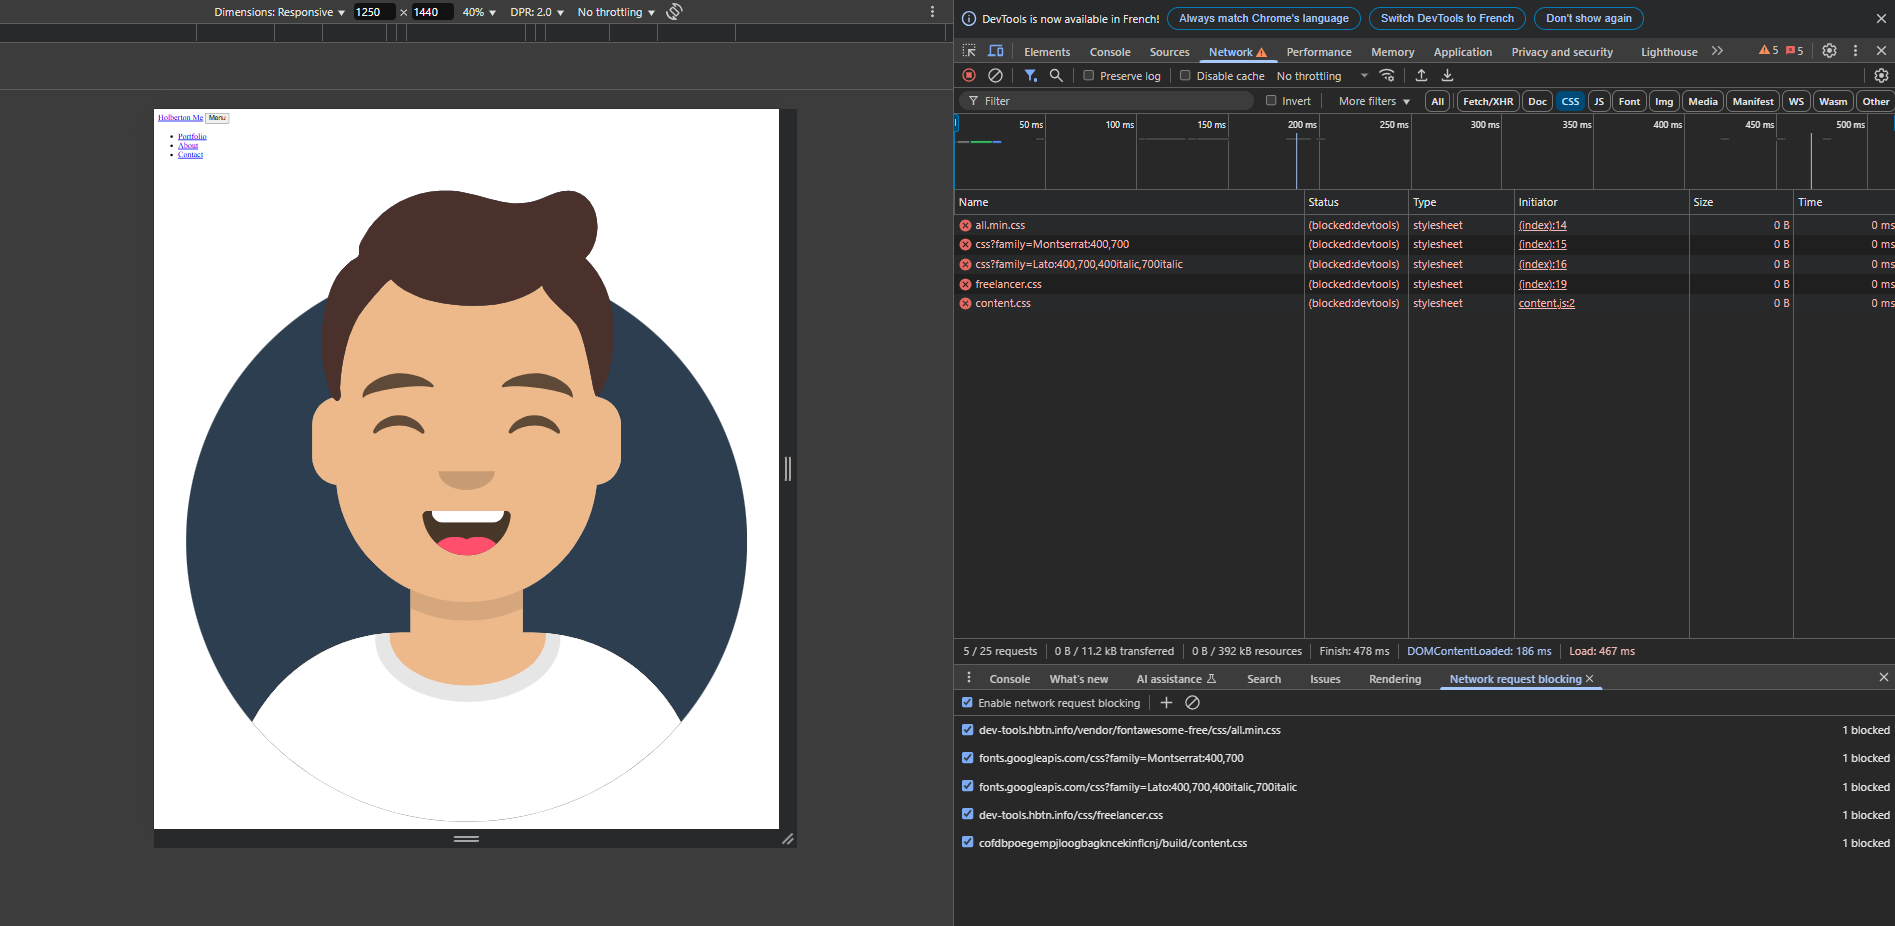 Dimensions: Responsive ▼ 1250 × 1440 40% ▼ DPR: 2.0 ▼ No throttling ▼
Holberton Me Menu
• Portfolio
• About
• Contact
DevTools is now available in French! Always match Chrome's language Switch DevTools to French Don't show again
Elements Console Sources Network Performance Memory Application Privacy and security Lighthouse 5 5
Preserve log Disable cache No throttling
Filter Invert More filters ▼ All Fetch/XHR Doc CSS JS Font Img Media Manifest WS Wasm Other
50 ms 100 ms 150 ms 200 ms 250 ms 300 ms 350 ms 400 ms 450 ms 500 ms
Name Status Type Initiator Size Time
all.min.css (blocked:devtools) stylesheet (index):14 0 B 0 ms
css?family=Montserrat:400,700 (blocked:devtools) stylesheet (index):15 0 B 0 ms
css?family=Lato:400,700,400italic,700italic (blocked:devtools) stylesheet (index):16 0 B 0 ms
freelancer.css (blocked:devtools) stylesheet (index):19 0 B 0 ms
content.css (blocked:devtools) stylesheet content.js:2 0 B 0 ms
5 / 25 requests 0 B / 11.2 kB transferred 0 B / 392 kB resources Finish: 478 ms DOMContentLoaded: 186 ms Load: 467 ms
Console What's new AI assistance Search Issues Rendering Network request blocking
Enable network request blocking
dev-tools.hbtn.info/vendor/fontawesome-free/css/all.min.css 1 blocked
fonts.googleapis.com/css?family=Montserrat:400,700 1 blocked
fonts.googleapis.com/css?family=Lato:400,700,400italic,700italic 1 blocked
dev-tools.hbtn.info/css/freelancer.css 1 blocked
cofdbpoegempjloogbagkncekinflcnj/build/content.css 1 blocked